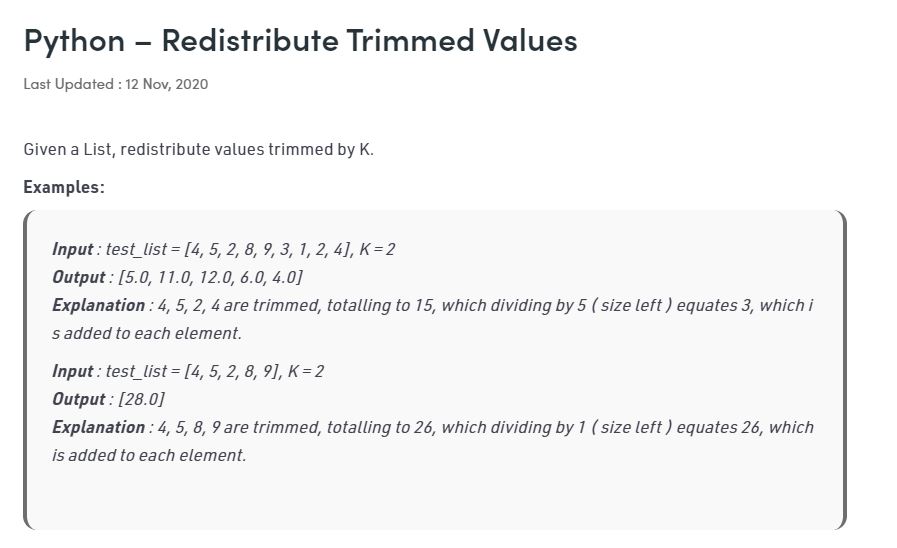 Python – Redistribute Trimmed Values
Last Updated : 12 Nov, 2020
Given a List, redistribute values trimmed by K.
Examples:
Input : test_list = [4, 5, 2, 8, 9, 3, 1, 2, 4], K = 2
Output : [5.0, 11.0, 12.0, 6.0, 4.0]
Explanation : 4, 5, 2, 4 are trimmed, totalling to 15, which dividing by 5 ( size left ) equates 3, which i
s added to each element.
Input : test_list = [4, 5, 2, 8, 9], K = 2
Output : [28.0]
Explanation : 4, 5, 8, 9 are trimmed, totalling to 26, which dividing by 1 ( size left ) equates 26, which
is added to each element.